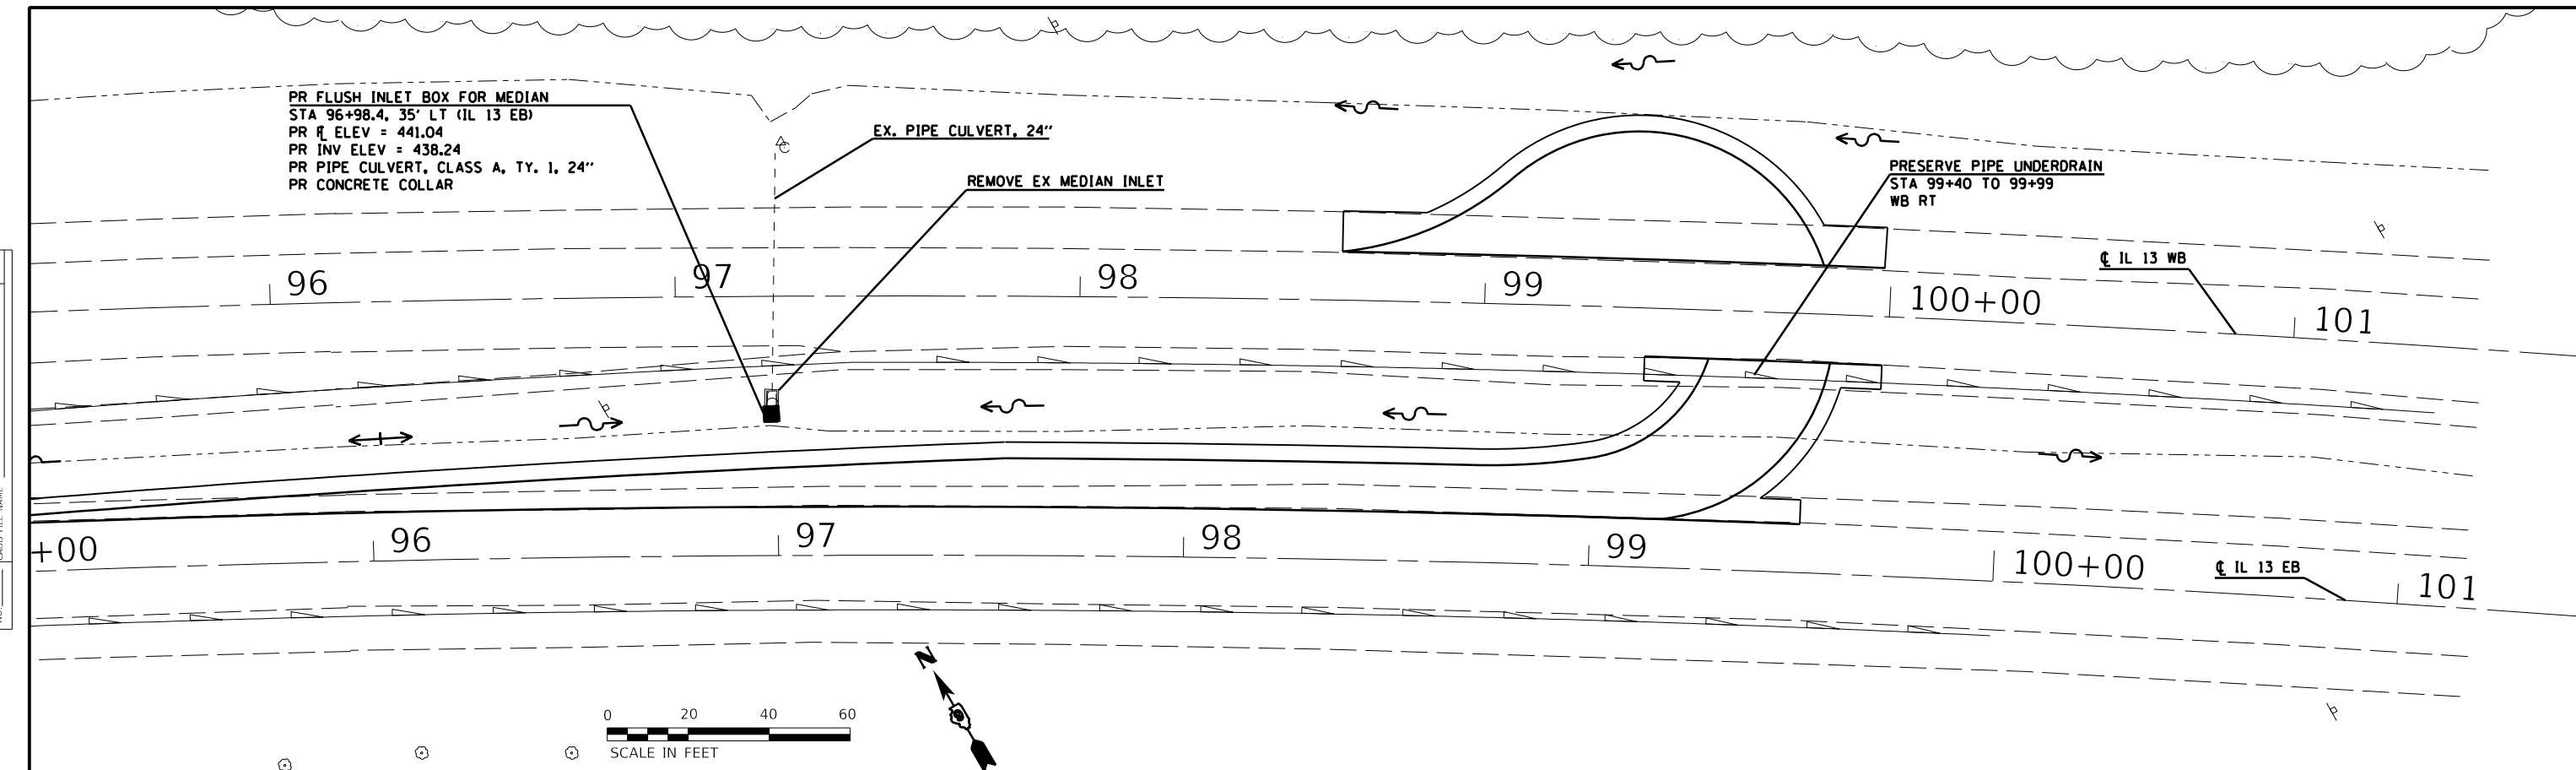 PR FLUSH INLET BOX FOR MEDIAN
STA 96+98.4, 35' LT (IL 13 EB)
PR ℄ ELEV = 441.04
PR INV ELEV = 438.24
PR PIPE CULVERT, CLASS A, TY. 1, 24"
PR CONCRETE COLLAR
EX. PIPE CULVERT, 24"
REMOVE EX MEDIAN INLET
PRESERVE PIPE UNDERDRAIN
STA 99+40 TO 99+99
WB RT
℄ IL 13 WB
96
97
98
99
100+00
101
+00
96
97
98
99
100+00
℄ IL 13 EB
101
N
0 20 40 60
SCALE IN FEET